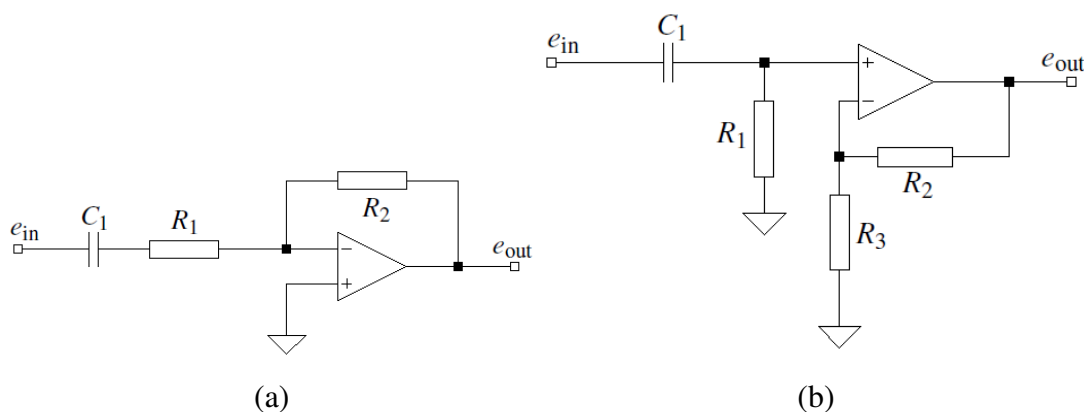 e_in
C_1
R_1
R_2
e_out
−
+
(a)
e_in
C_1
e_out
+
−
R_1
R_2
R_3
(b)